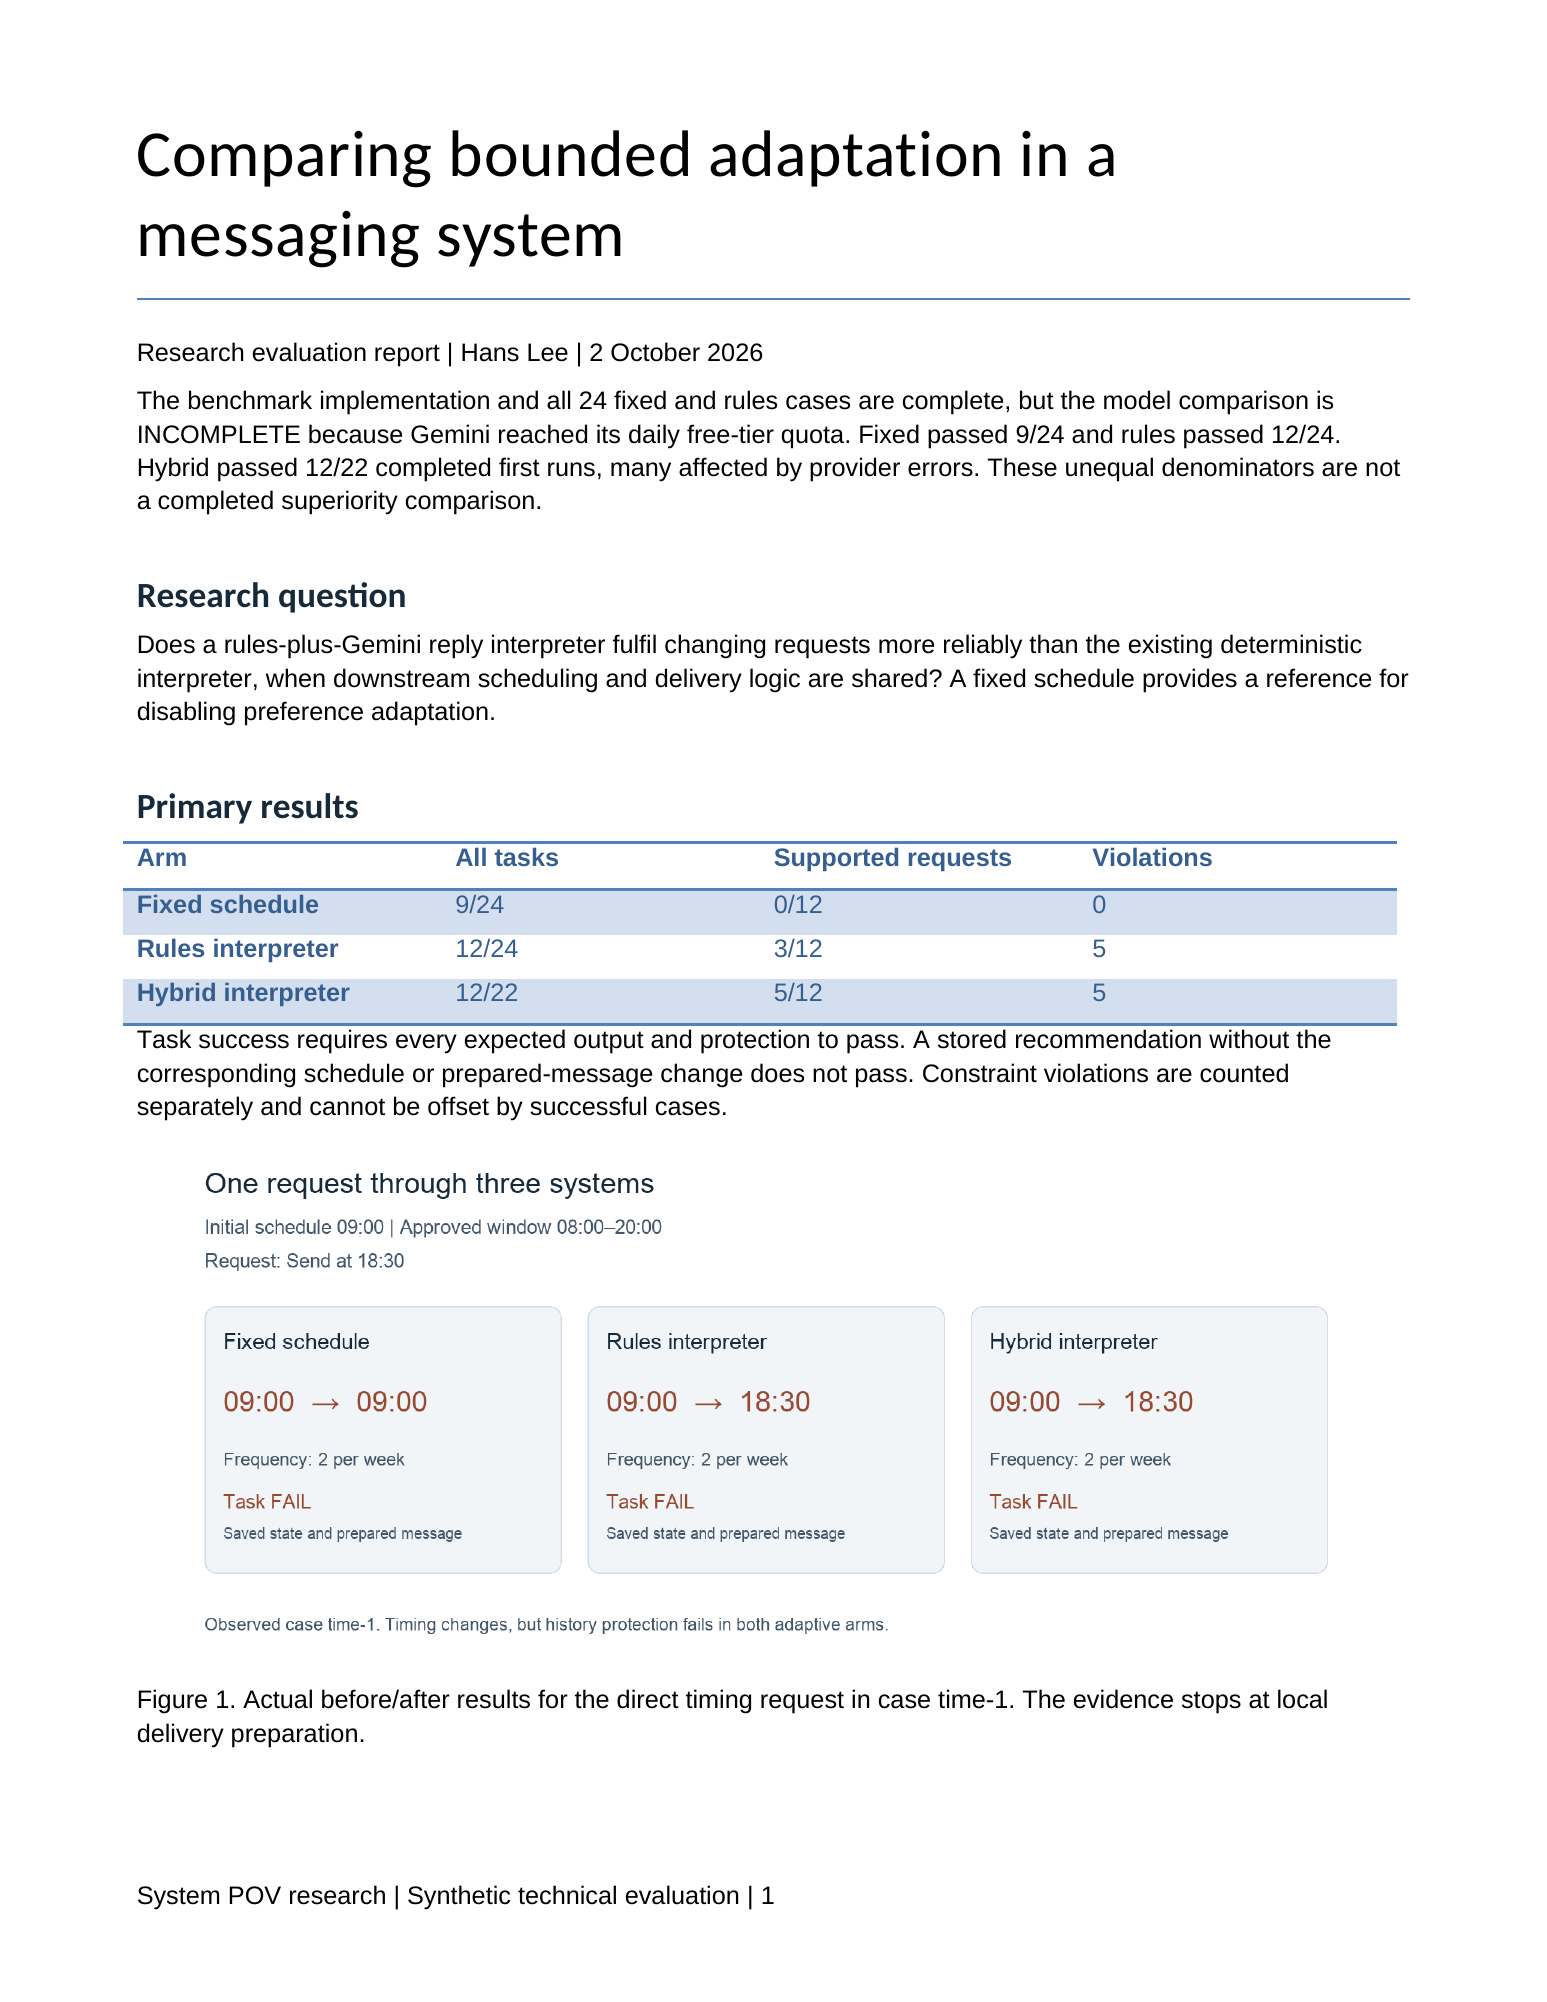 Comparing bounded adaptation in a
messaging system
Research evaluation report | Hans Lee | 2 October 2026
The benchmark implementation and all 24 fixed and rules cases are complete, but the model comparison is
INCOMPLETE because Gemini reached its daily free-tier quota. Fixed passed 9/24 and rules passed 12/24.
Hybrid passed 12/22 completed first runs, many affected by provider errors. These unequal denominators are not
a completed superiority comparison.
Research question
Does a rules-plus-Gemini reply interpreter fulfil changing requests more reliably than the existing deterministic
interpreter, when downstream scheduling and delivery logic are shared? A fixed schedule provides a reference for
disabling preference adaptation.
Primary results
Arm All tasks Supported requests Violations
Fixed schedule 9/24 0/12 0
Rules interpreter 12/24 3/12 5
Hybrid interpreter 12/22 5/12 5
Task success requires every expected output and protection to pass. A stored recommendation without the
corresponding schedule or prepared-message change does not pass. Constraint violations are counted
separately and cannot be offset by successful cases.
One request through three systems
Initial schedule 09:00 | Approved window 08:00–20:00
Request: Send at 18:30
Fixed schedule
09:00 → 09:00
Frequency: 2 per week
Task FAIL
Saved state and prepared message
Rules interpreter
09:00 → 18:30
Frequency: 2 per week
Task FAIL
Saved state and prepared message
Hybrid interpreter
09:00 → 18:30
Frequency: 2 per week
Task FAIL
Saved state and prepared message
Observed case time-1. Timing changes, but history protection fails in both adaptive arms.
Figure 1. Actual before/after results for the direct timing request in case time-1. The evidence stops at local
delivery preparation.
System POV research | Synthetic technical evaluation | 1